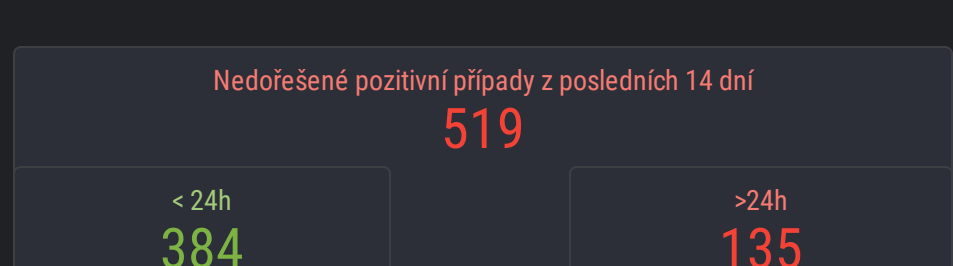 Nedořešené pozitivní případy z posledních 14 dní
519
< 24h
>24h
384
135